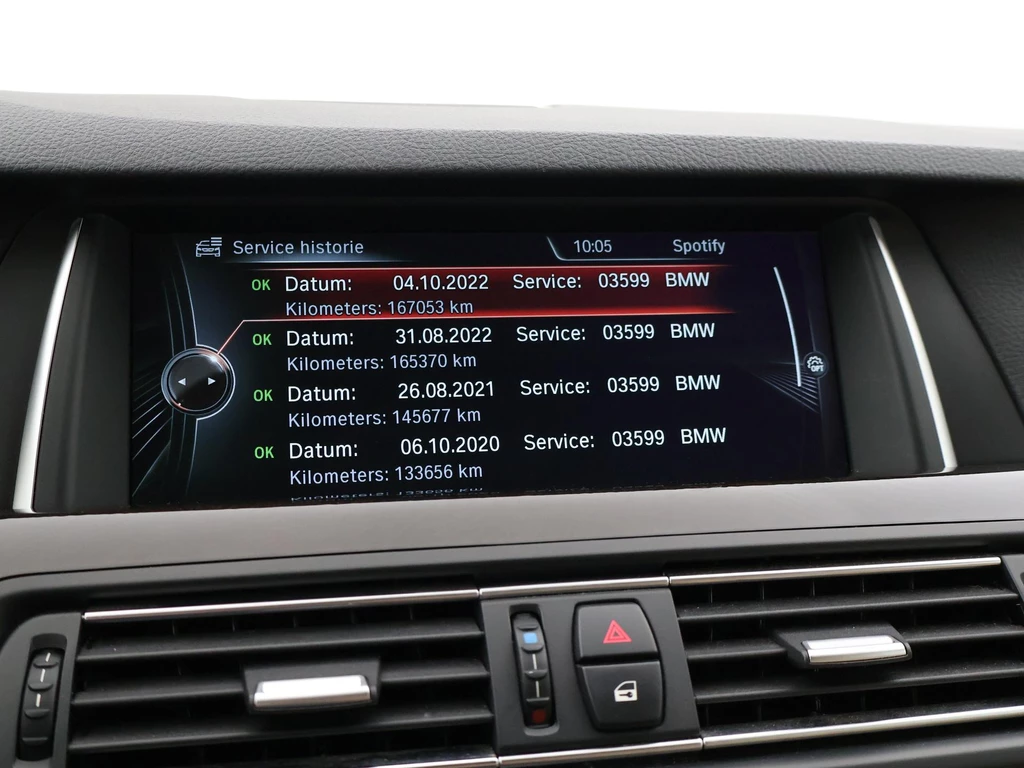 Service historie 10:05 Spotify
OK Datum: 04.10.2022 Service: 03599 BMW
Kilometers: 167053 km
OK Datum: 31.08.2022 Service: 03599 BMW
Kilometers: 165370 km
OK Datum: 26.08.2021 Service: 03599 BMW
Kilometers: 145677 km
OK Datum: 06.10.2020 Service: 03599 BMW
Kilometers: 133656 km
OPT